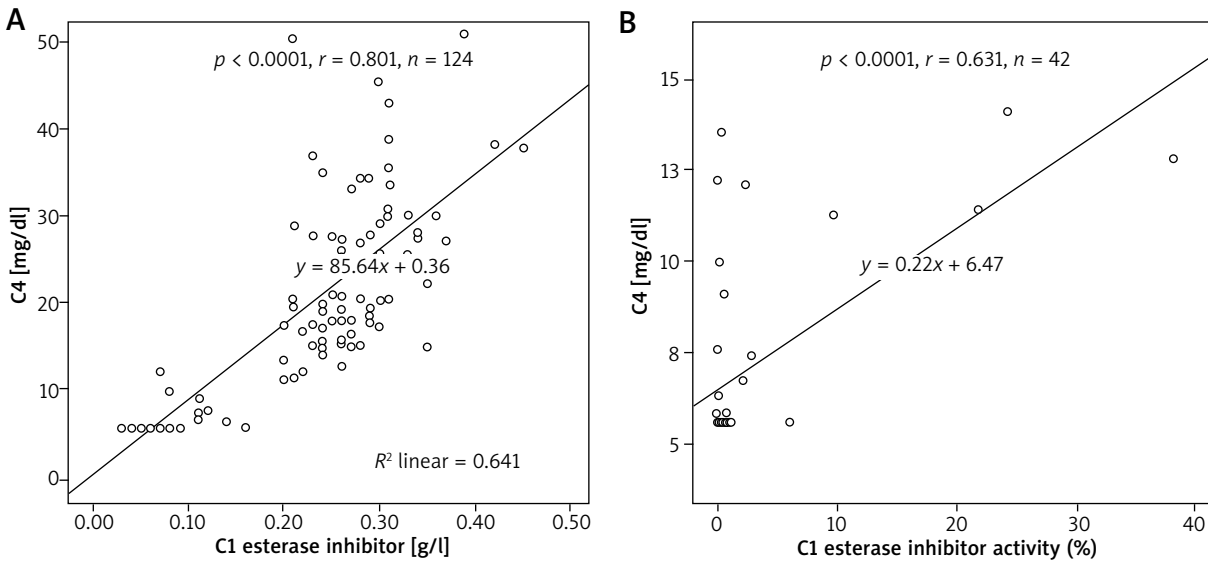 A
p < 0.0001, r = 0.801, n = 124
C4 [mg/dl]
50
40
30
20
10
0
y = 85.64x + 0.36
R² linear = 0.641
0.00 0.10 0.20 0.30 0.40 0.50
C1 esterase inhibitor [g/l]
B
p < 0.0001, r = 0.631, n = 42
C4 [mg/dl]
15
13
10
8
5
y = 0.22x + 6.47
0 10 20 30 40
C1 esterase inhibitor activity (%)